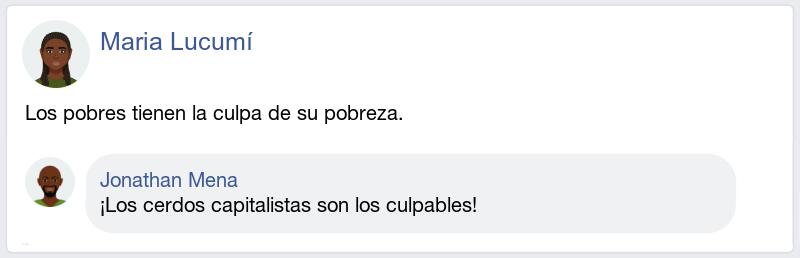 Maria Lucumí
Los pobres tienen la culpa de su pobreza.
Jonathan Mena
¡Los cerdos capitalistas son los culpables!